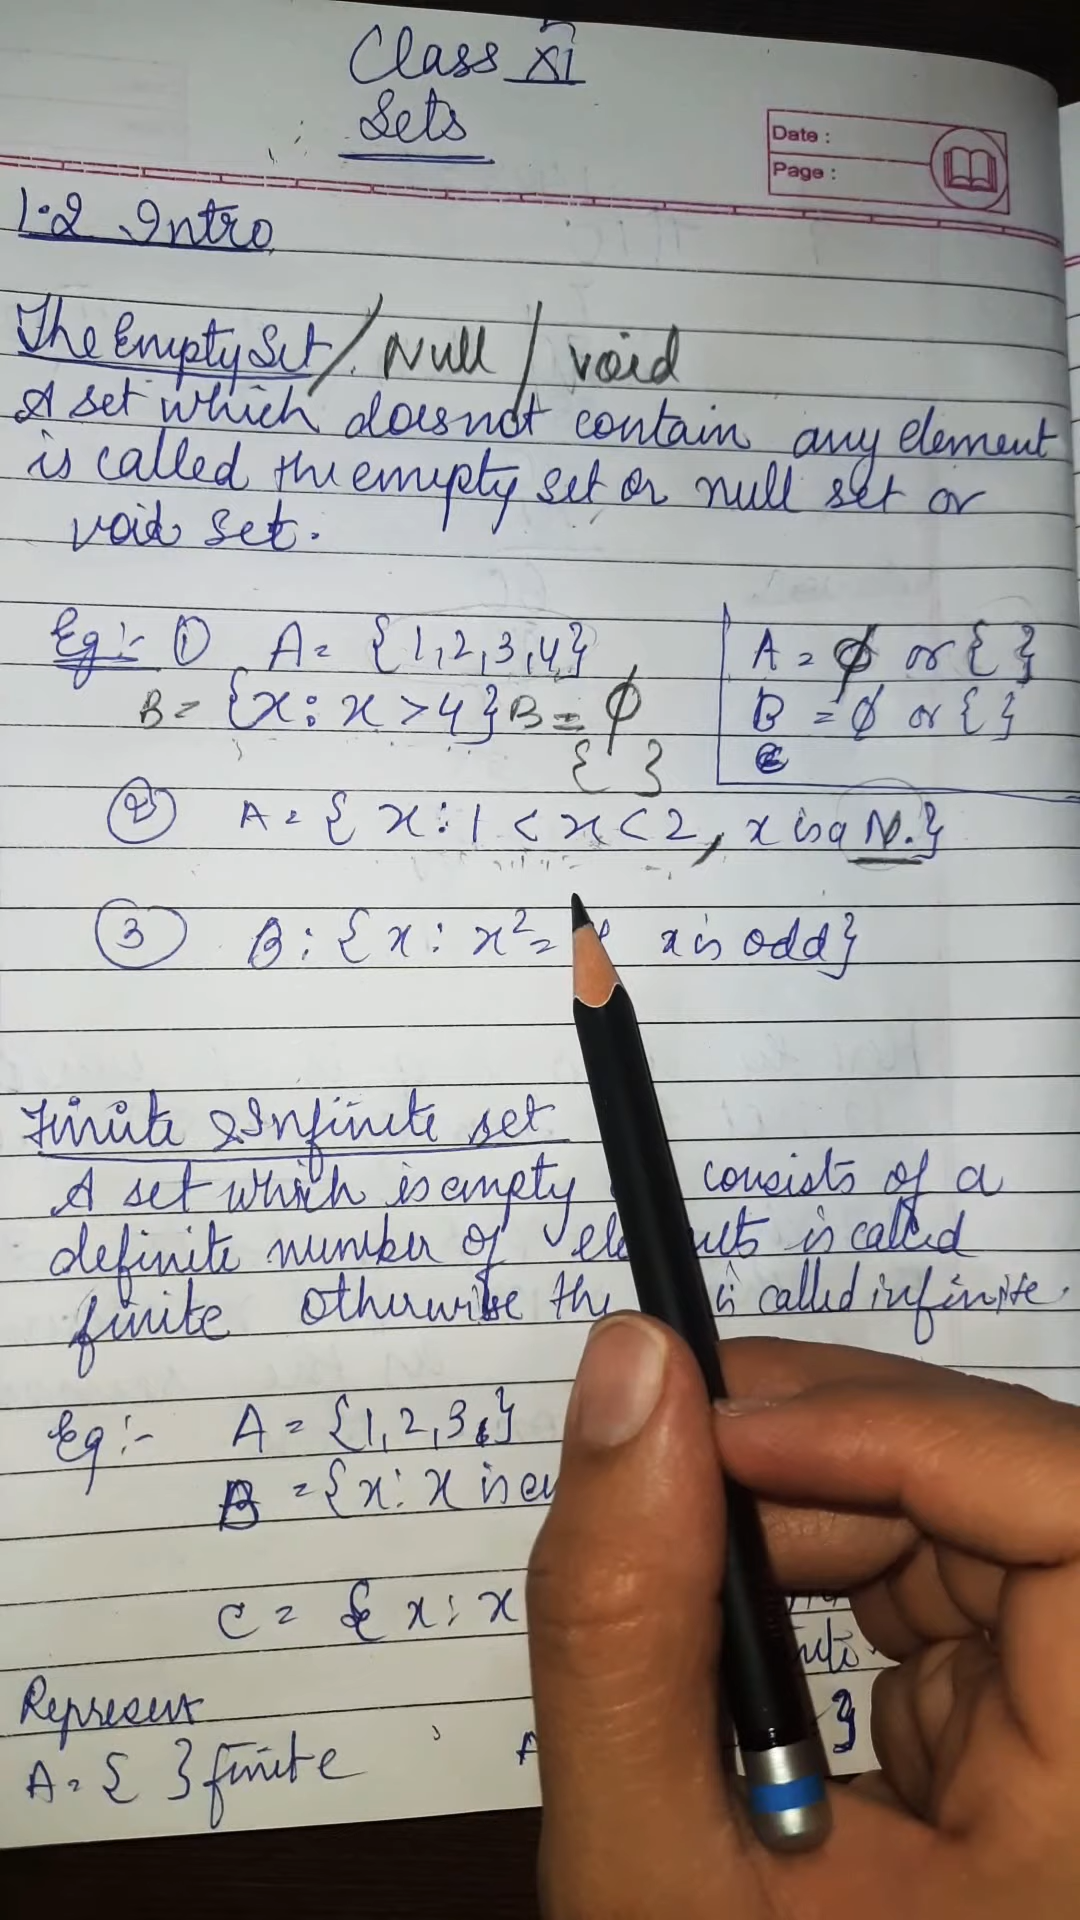 Class XI
Sets
Date :
Page :
1.2 Intro
The Empty Set / Null / void
A set which doesnot contain any element
is called the empty set or null set or
void set.
Eg:- ① A = {1,2,3,4}
B = {x : x > 4} B = ϕ
{ }
A = ϕ or { }
B = ϕ or { }
② A = { x : 1 < x < 2, x is a N.}
③ B : {x : x² = x is odd}
Finite & Infinite set
A set which is empty consists of a
definite number of is called
finite otherwise the is called infinite.
Eg :- A = {1, 2, 3, }
B = {x : x is
C = { x : x
Represent
A = { } finite
A }